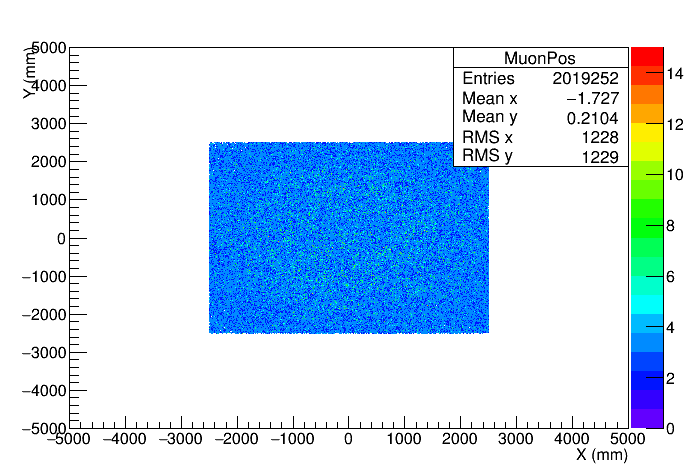 MuonPos
Entries 2019252
Mean x −1.727
Mean y 0.2104
RMS x 1228
RMS y 1229
Y (mm)
5000
4000
3000
2000
1000
0
−1000
−2000
−3000
−4000
−5000
−5000 −4000 −3000 −2000 −1000 0 1000 2000 3000 4000 5000
X (mm)
14
12
10
8
6
4
2
0